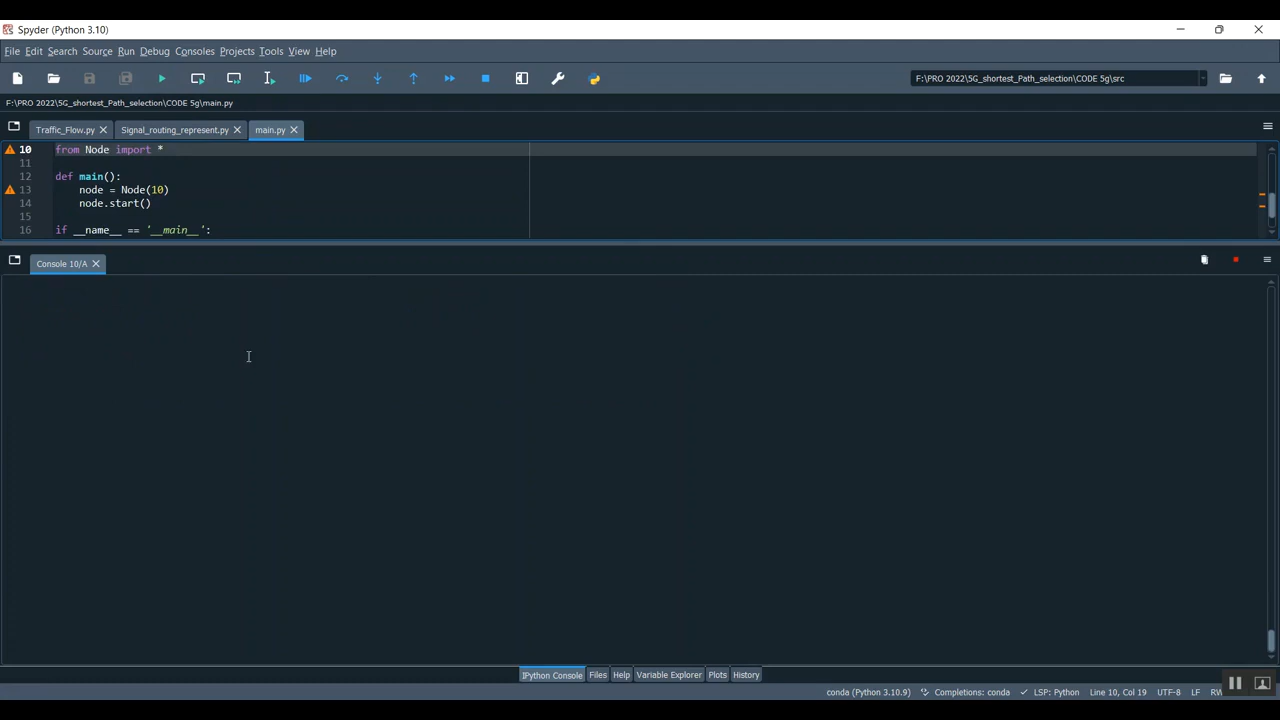 Spyder (Python 3.10)
File Edit Search Source Run Debug Consoles Projects Tools View Help
F:\PRO 2022\5G_shortest_Path_selection\CODE 5g\src
F:\PRO 2022\5G_shortest_Path_selection\CODE 5g\main.py
Traffic_Flow.py Signal_routing_represent.py main.py
10 from Node import *
11
12 def main():
13 node = Node(10)
14 node.start()
15
16 if __name__ == '__main__':
Console 10/A
IPython Console Files Help Variable Explorer Plots History
conda (Python 3.10.9) Completions: conda LSP: Python Line 10, Col 19 UTF-8 LF RW